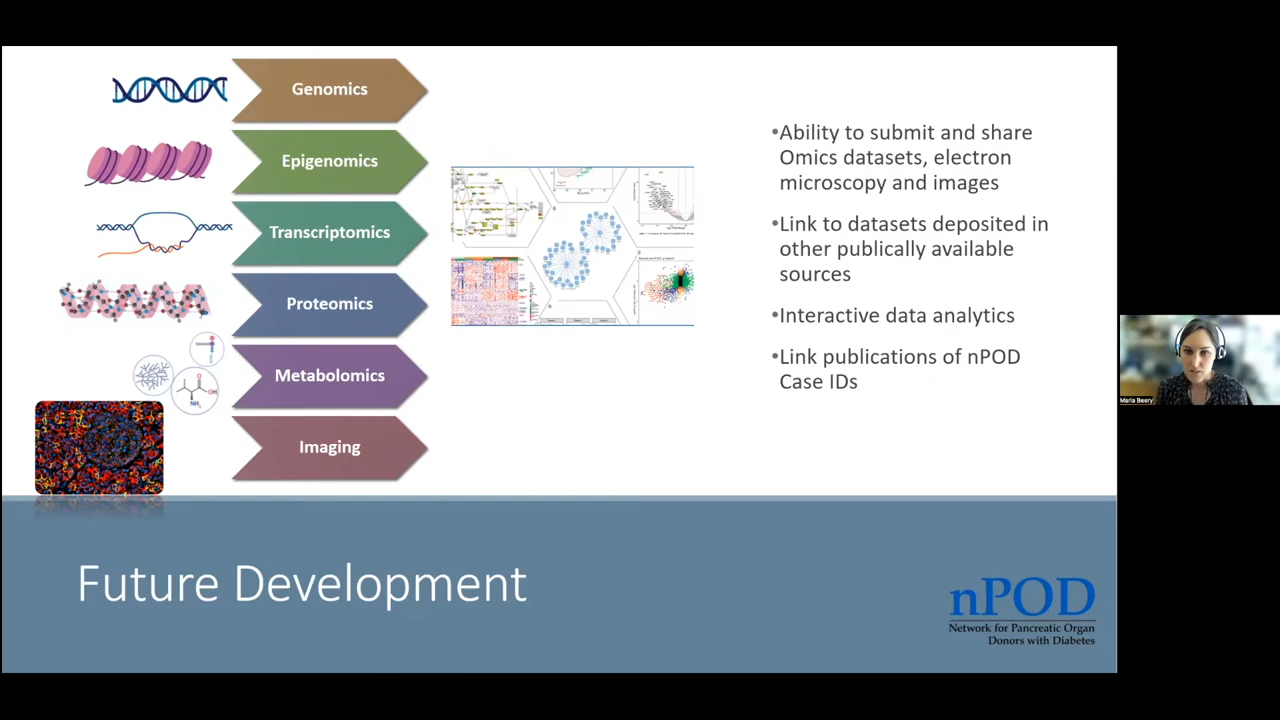 Genomics
Epigenomics
Transcriptomics
Proteomics
Metabolomics
Imaging
O
OH
NH₂
•Ability to submit and share
Omics datasets, electron
microscopy and images
•Link to datasets deposited in
other publically available
sources
•Interactive data analytics
•Link publications of nPOD
Case IDs
Maria Beery
Future Development
nPOD
Network for Pancreatic Organ
Donors with Diabetes